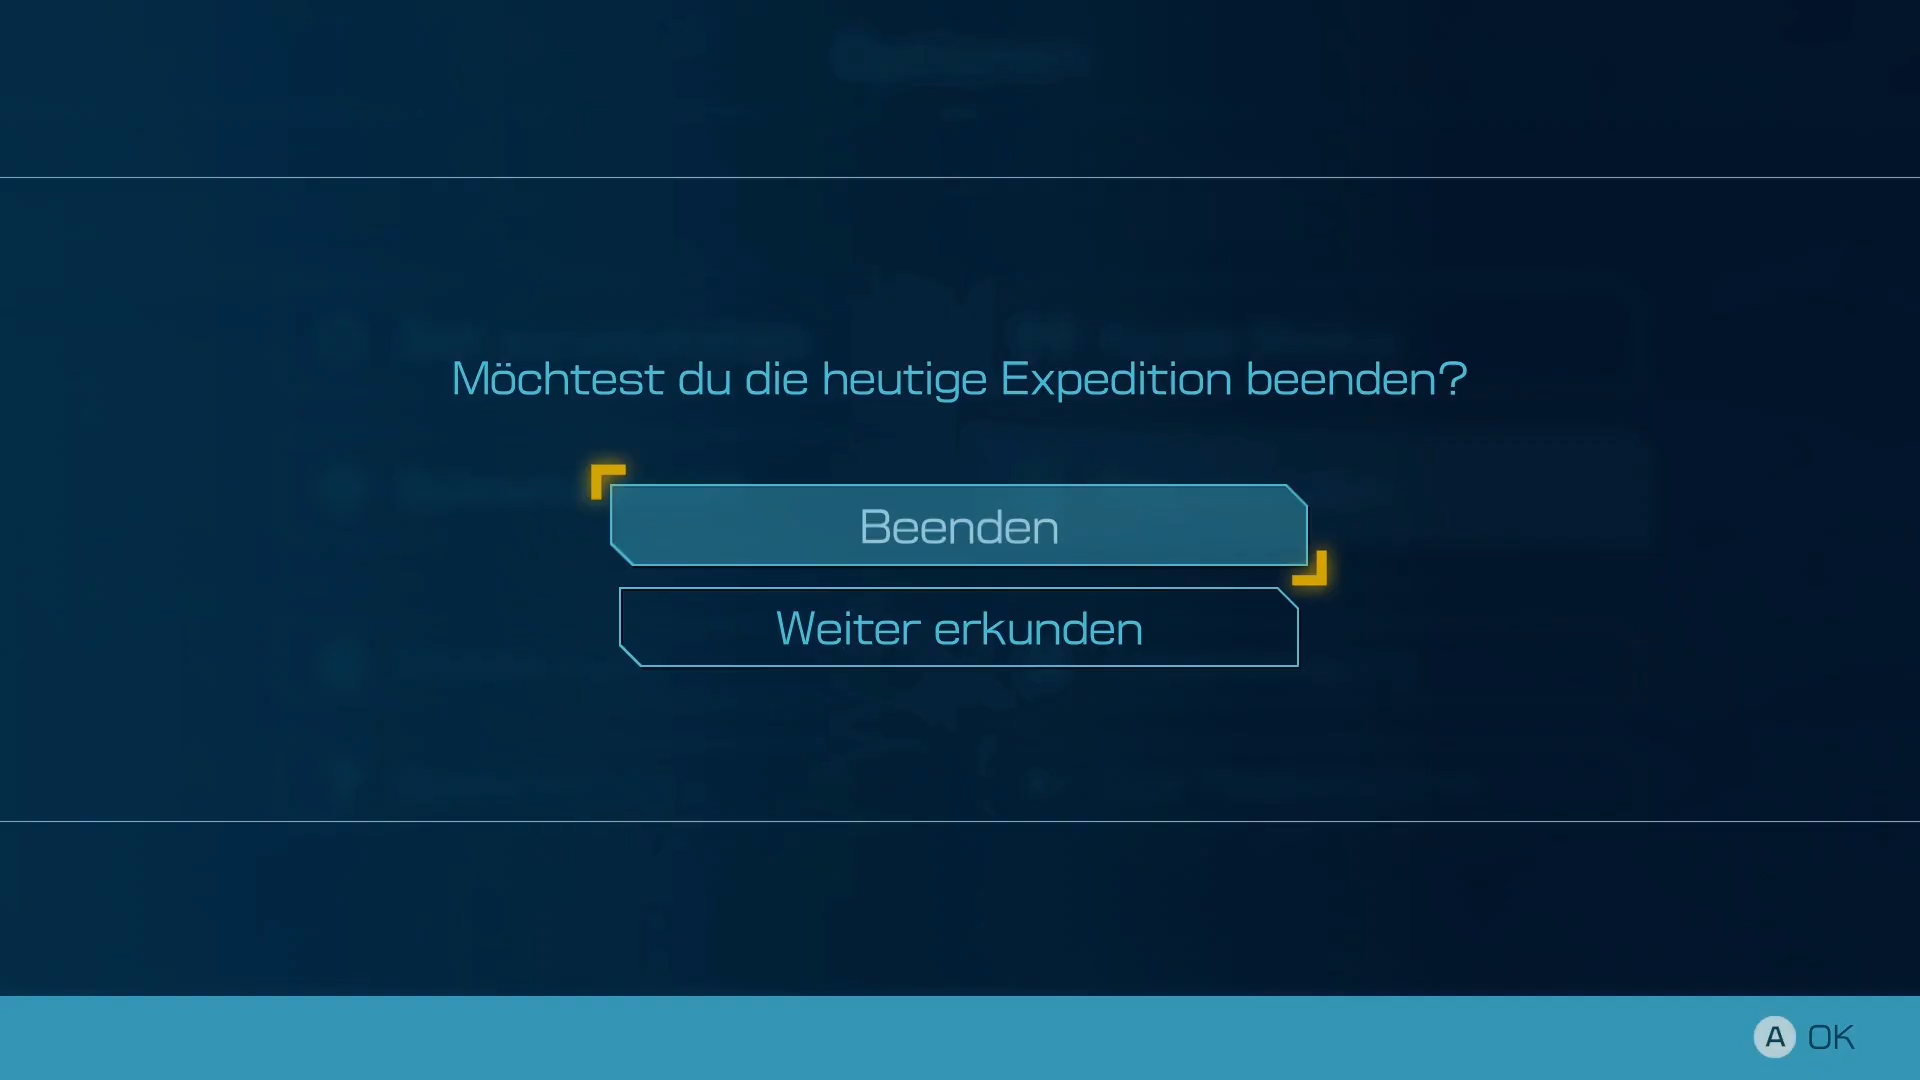 Möchtest du die heutige Expedition beenden?
Beenden
Weiter erkunden
A OK